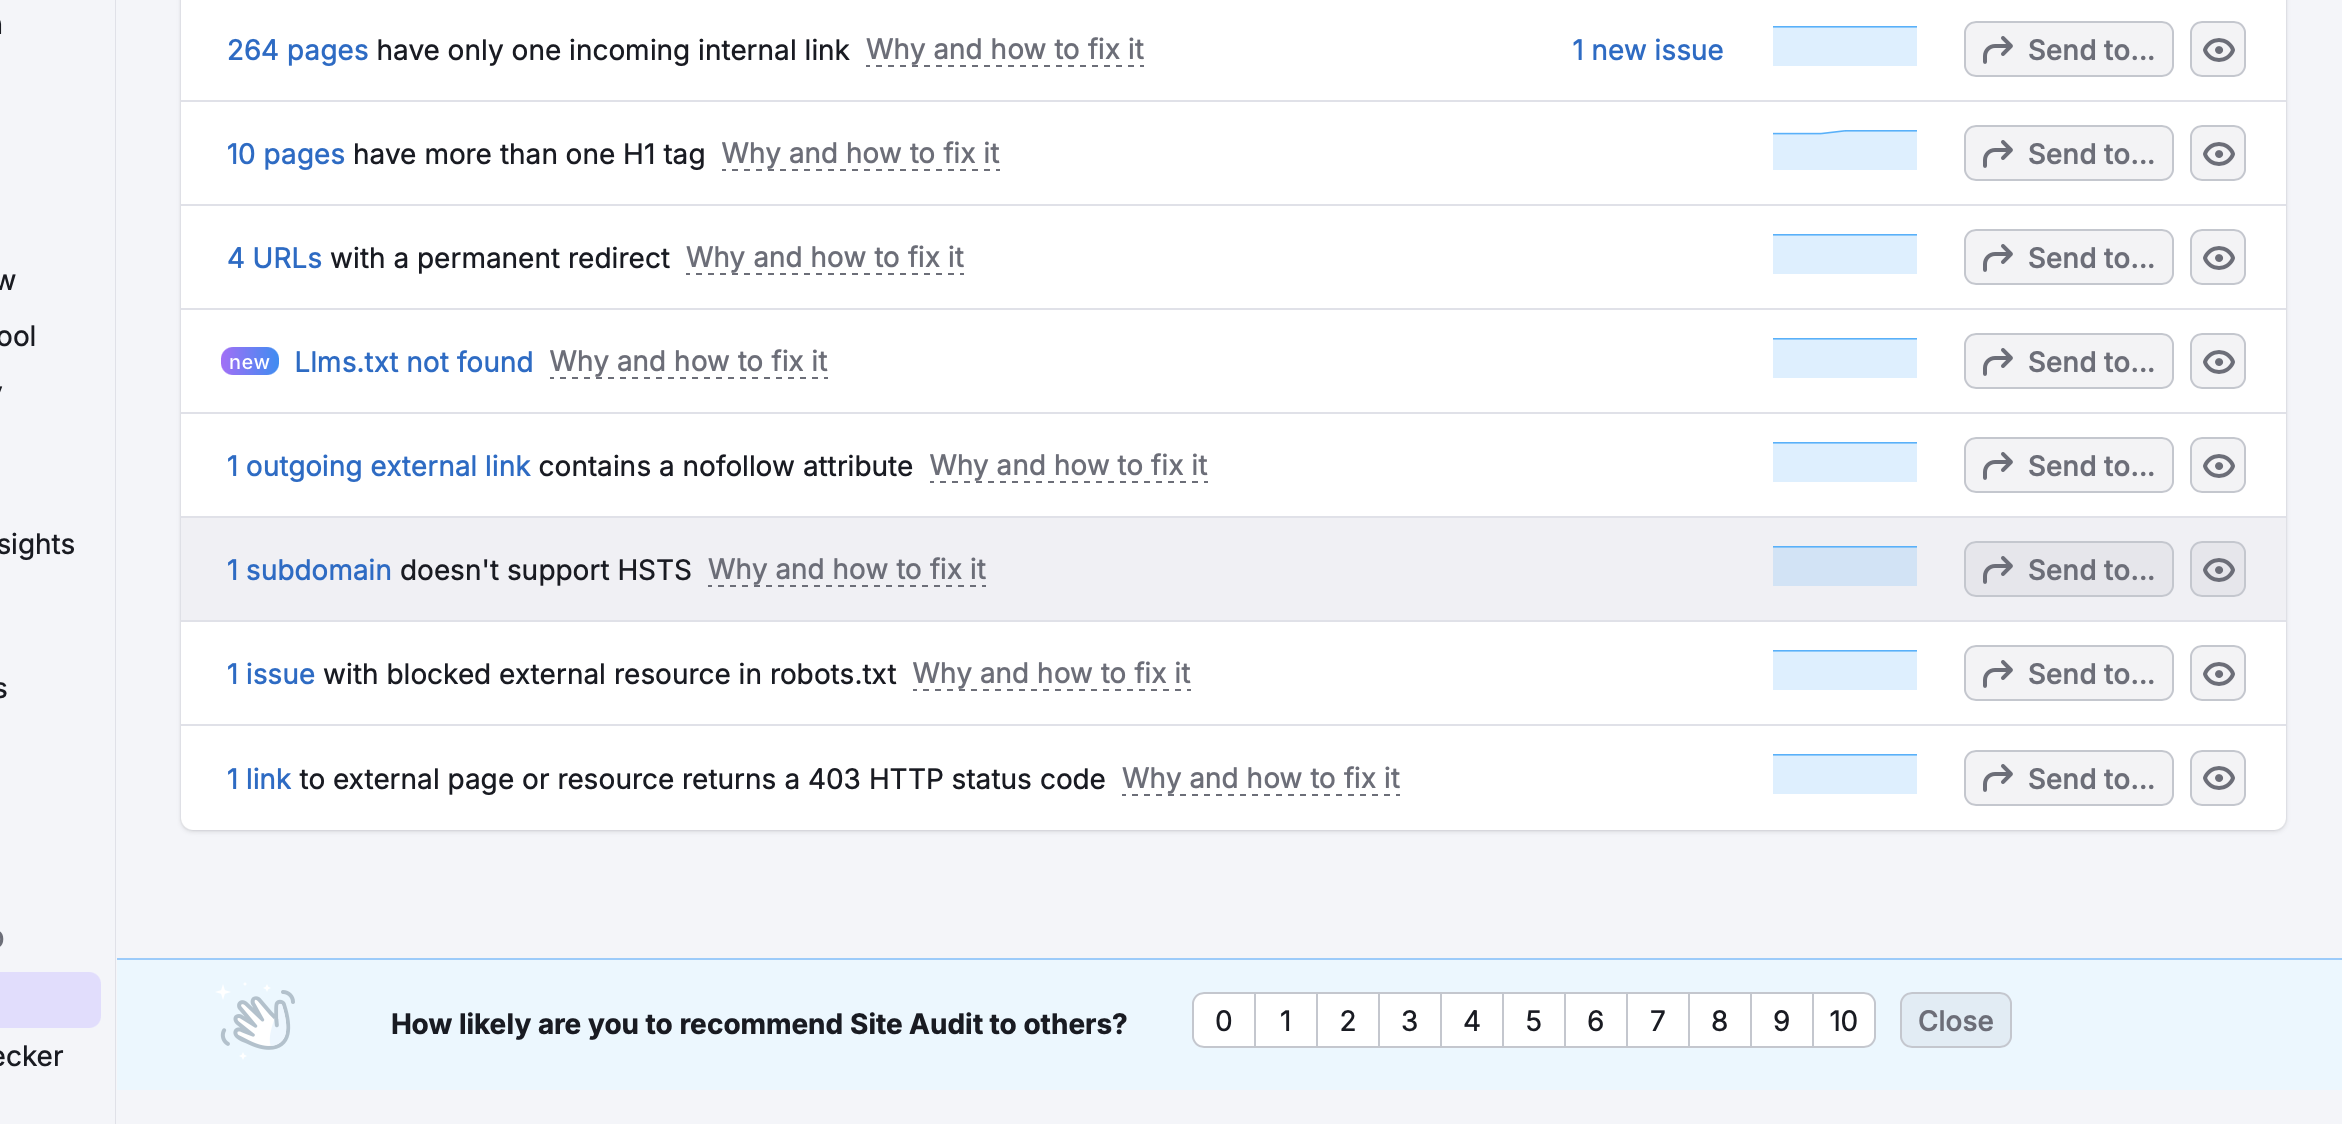 264 pages have only one incoming internal link Why and how to fix it 1 new issue Send to...
10 pages have more than one H1 tag Why and how to fix it Send to...
w
4 URLs with a permanent redirect Why and how to fix it Send to...
ool
new Llms.txt not found Why and how to fix it Send to...
1 outgoing external link contains a nofollow attribute Why and how to fix it Send to...
sights
1 subdomain doesn't support HSTS Why and how to fix it Send to...
s
1 issue with blocked external resource in robots.txt Why and how to fix it Send to...
1 link to external page or resource returns a 403 HTTP status code Why and how to fix it Send to...
How likely are you to recommend Site Audit to others? 0 1 2 3 4 5 6 7 8 9 10 Close
ecker